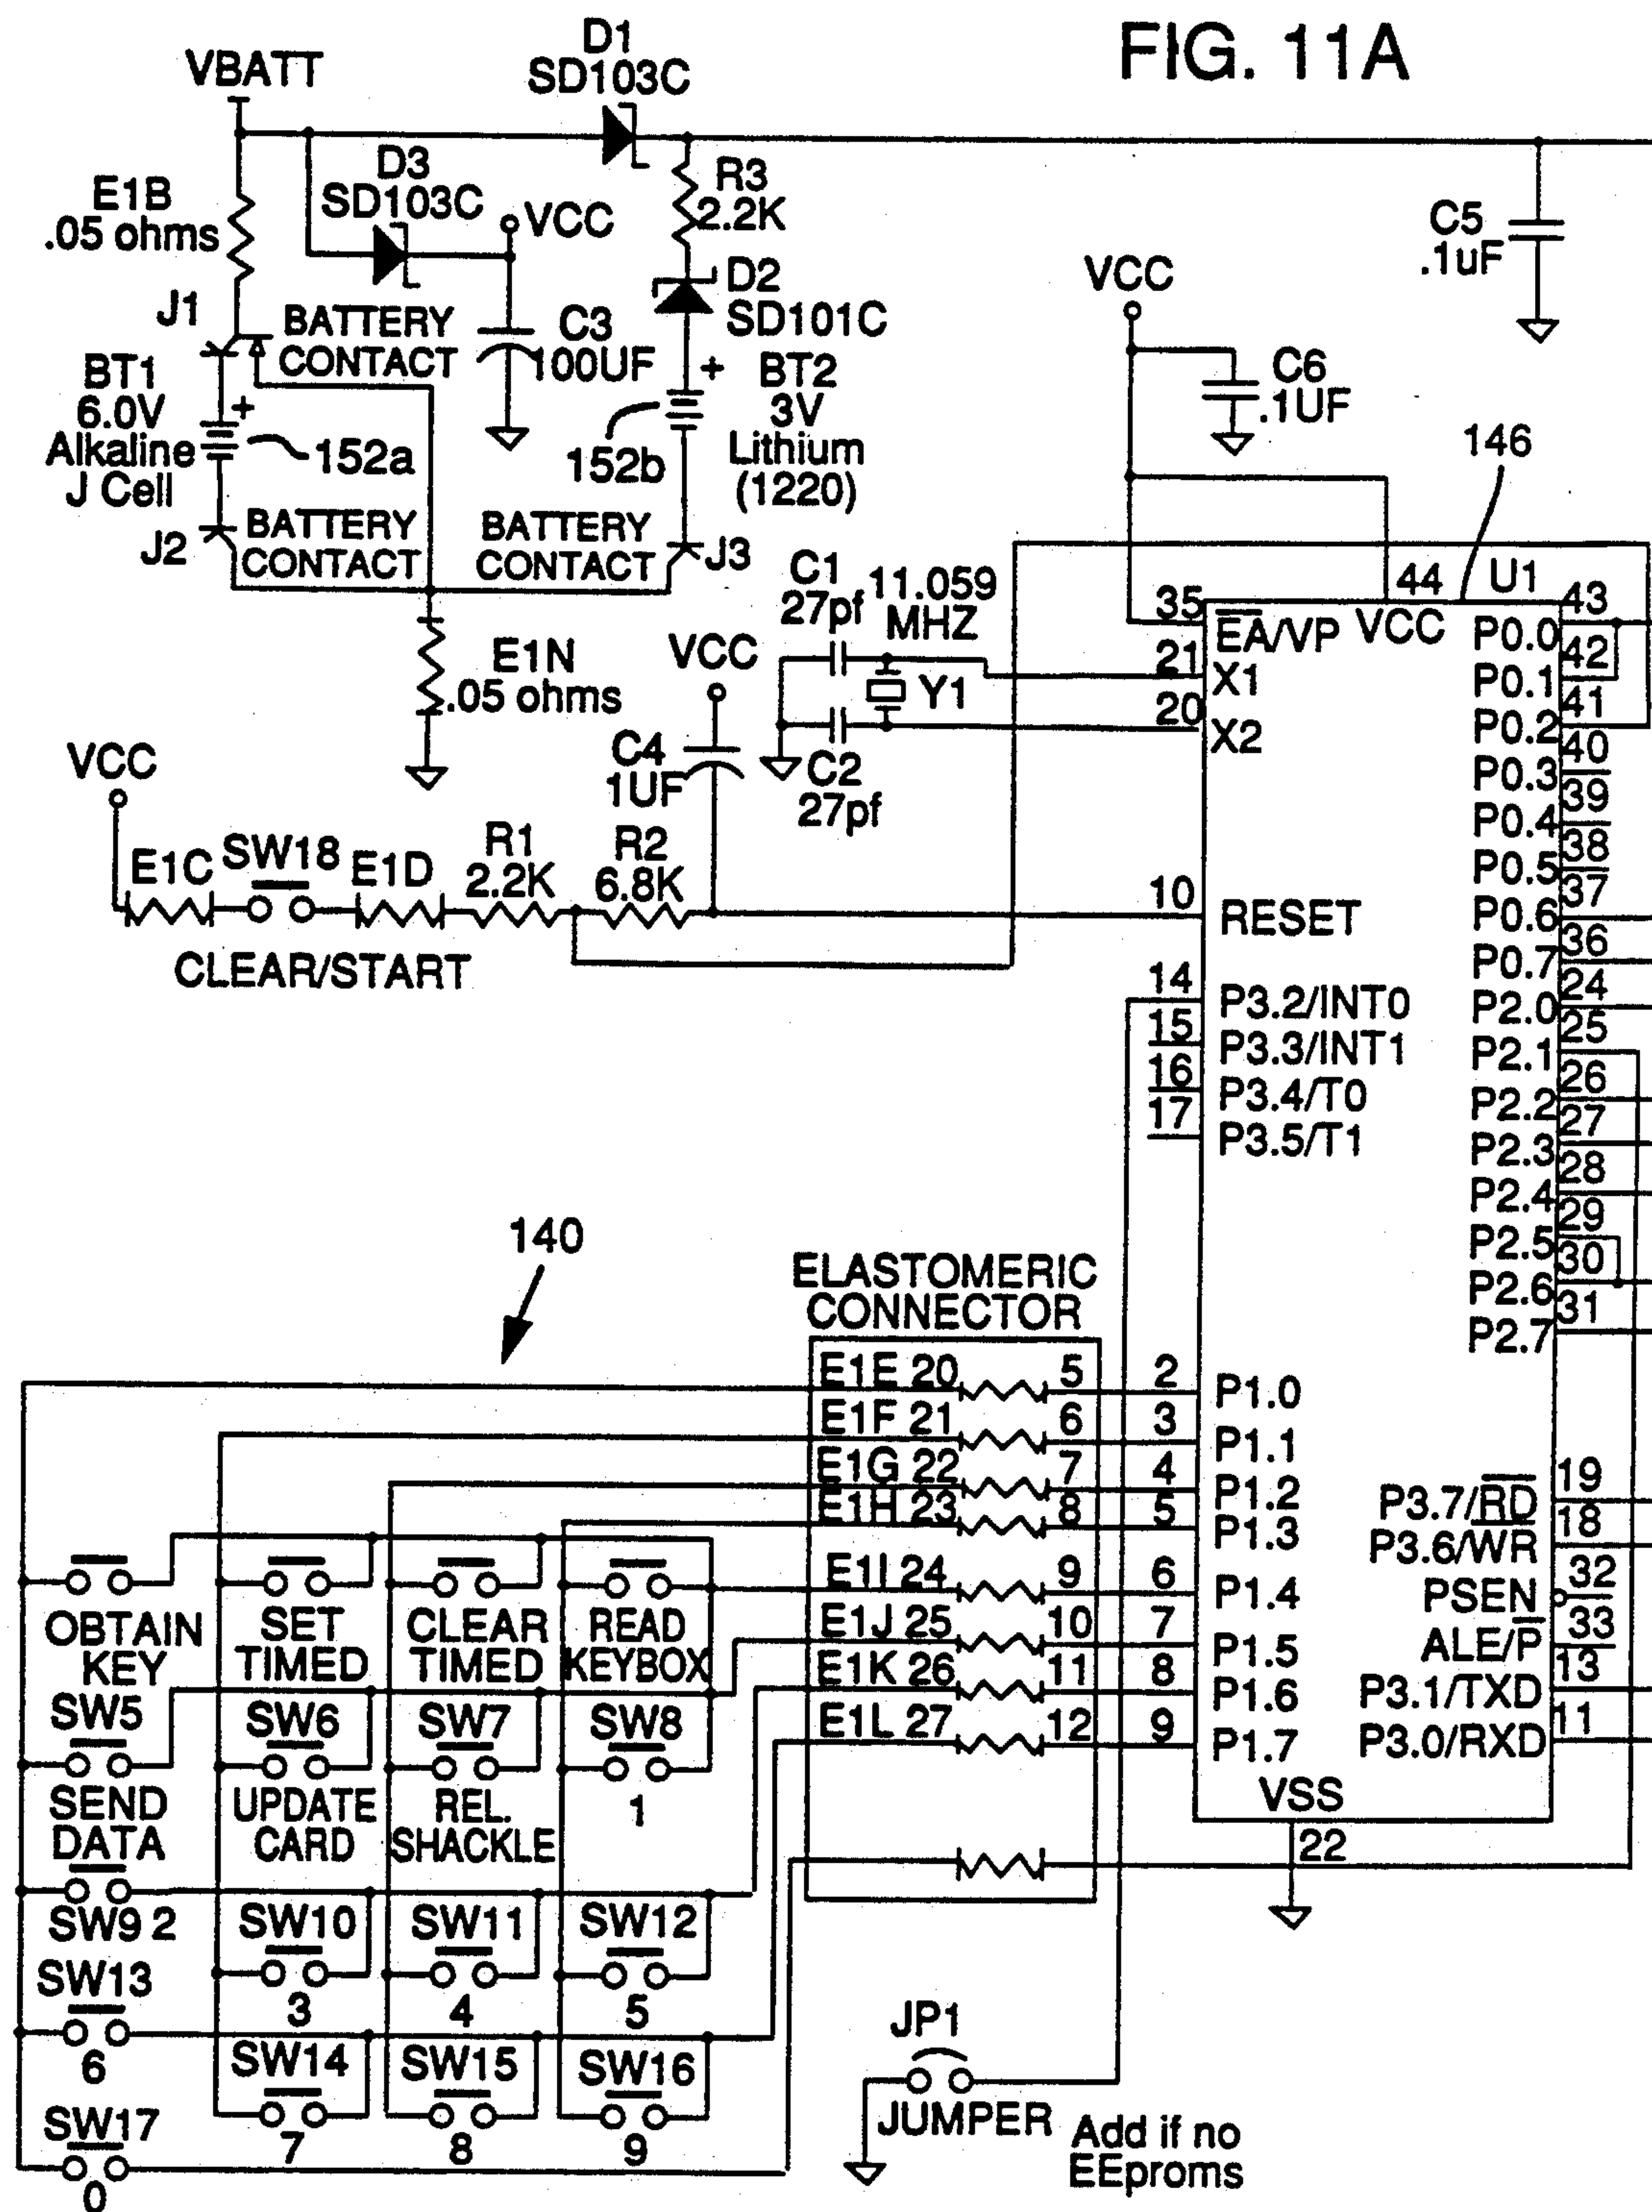 FIG. 11A
VBATT
D1
SD103C
D3
SD103C
VCC
R3
2.2K
E1B
.05 ohms
C5
.1uF
J1
BATTERY
CONTACT
C3
100UF
D2
SD101C
VCC
C6
.1UF
BT1
6.0V
Alkaline
J Cell
+
152a
+
152b
BT2
3V
Lithium
(1220)
146
J2
BATTERY
CONTACT
BATTERY
CONTACT
J3
E1N
.05 ohms
C1
27pf
11.059
MHZ
Y1
C2
27pf
VCC
C4
1UF
VCC
E1C
SW18
E1D
R1
2.2K
R2
6.8K
CLEAR/START
U1
44
VCC
35
EA/VP
21
X1
20
X2
10
RESET
14
P3.2/INT0
15
P3.3/INT1
16
P3.4/T0
17
P3.5/T1
43
P0.0
42
P0.1
41
P0.2
40
P0.3
39
P0.4
38
P0.5
37
P0.6
36
P0.7
24
P2.0
25
P2.1
26
P2.2
27
P2.3
28
P2.4
29
P2.5
30
P2.6
31
P2.7
140
ELASTOMERIC
CONNECTOR
E1E 20 5 2 P1.0
E1F 21 6 3 P1.1
E1G 22 7 4 P1.2
E1H 23 8 5 P1.3
E1I 24 9 6 P1.4
E1J 25 10 7 P1.5
E1K 26 11 8 P1.6
E1L 27 12 9 P1.7
19
P3.7/RD
18
P3.6/WR
32
PSEN
33
ALE/P
13
P3.1/TXD
11
P3.0/RXD
VSS
22
OBTAIN
KEY
SET
TIMED
CLEAR
TIMED
READ
KEYBOX
SW5
SW6
SW7
SW8
SEND
DATA
UPDATE
CARD
REL.
SHACKLE
1
SW9 2
SW10
SW11
SW12
SW13
3
4
5
6
SW14
SW15
SW16
SW17
7
8
9
0
JP1
JUMPER
Add if no
EEproms